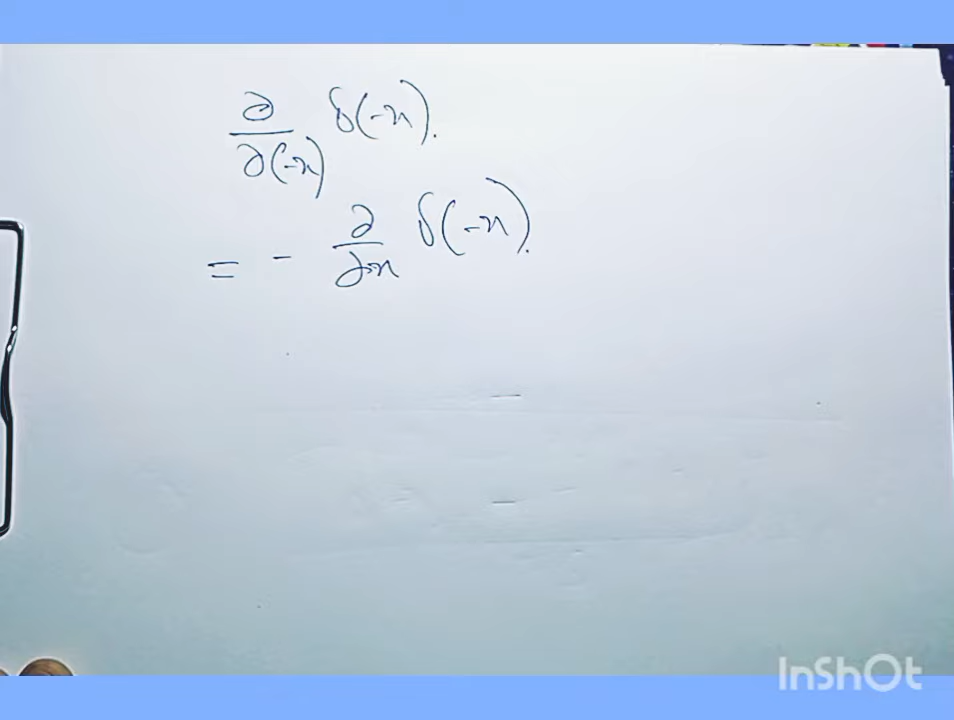 ∂/∂(-x) δ(-x).
= - ∂/∂x δ(-x).
InShOt